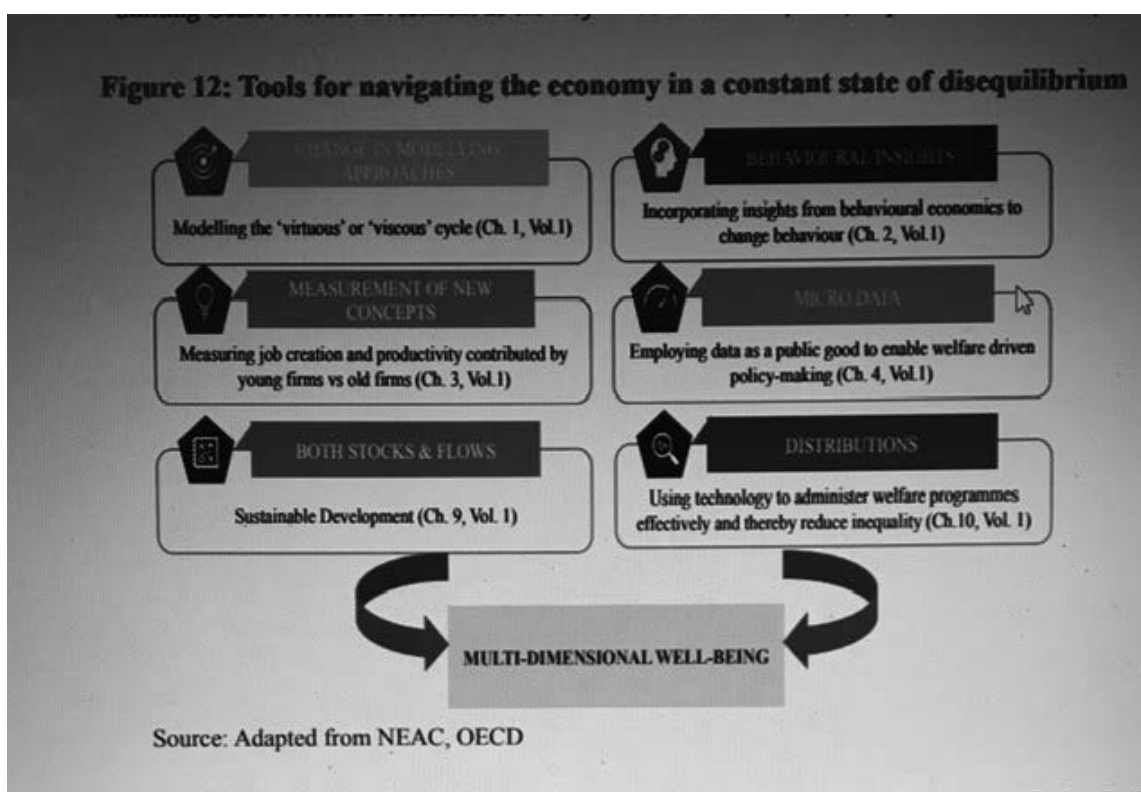 Figure 12: Tools for navigating the economy in a constant state of disequilibrium
CHANGE IN MODELLING
APPROACHES
Modelling the 'virtuous' or 'viscous' cycle (Ch. 1, Vol.1)
BEHAVIOURAL INSIGHTS
Incorporating insights from behavioural economics to
change behaviour (Ch. 2, Vol.1)
MEASUREMENT OF NEW
CONCEPTS
Measuring job creation and productivity contributed by
young firms vs old firms (Ch. 3, Vol.1)
MICRO DATA
Employing data as a public good to enable welfare driven
policy-making (Ch. 4, Vol.1)
BOTH STOCKS & FLOWS
Sustainable Development (Ch. 9, Vol. 1)
DISTRIBUTIONS
Using technology to administer welfare programmes
effectively and thereby reduce inequality (Ch.10, Vol. 1)
MULTI-DIMENSIONAL WELL-BEING
Source: Adapted from NEAC, OECD